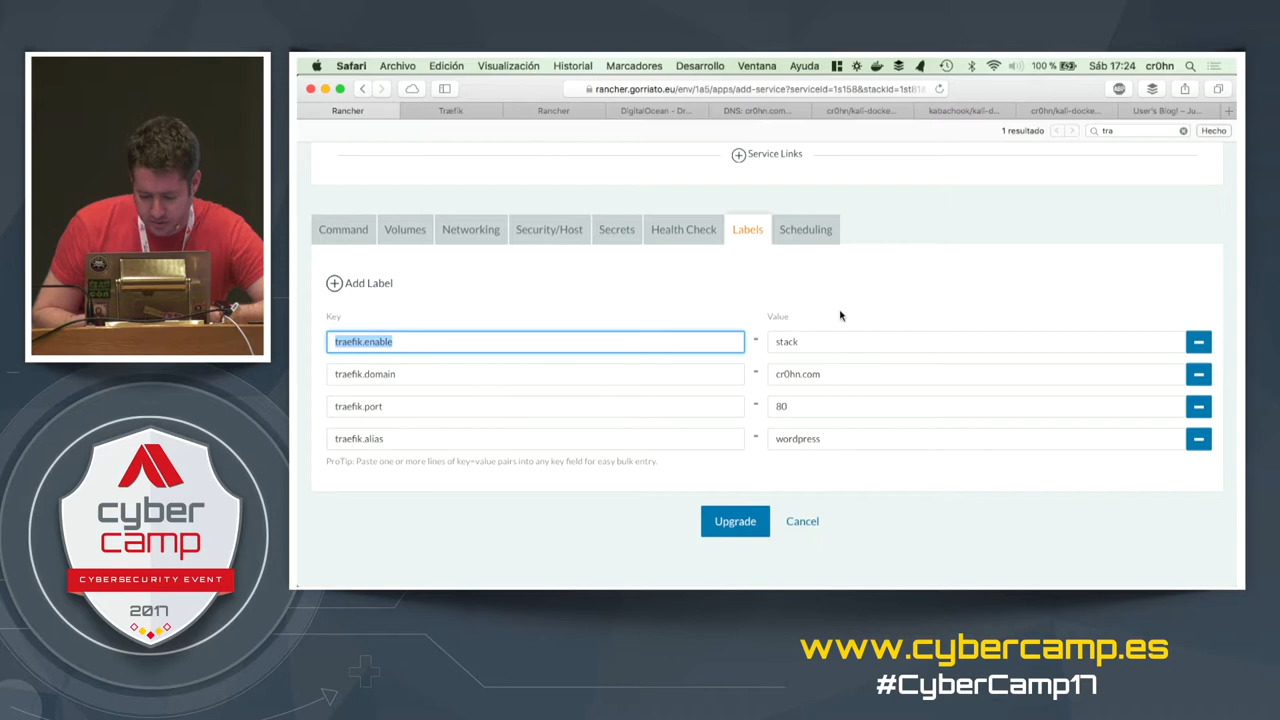 Safari Archivo Edición Visualización Historial Marcadores Desarrollo Ventana Ayuda 100 % Sáb 17:24 cr0hn
rancher.gorriato.eu/env/1a5/apps/add-service?serviceId=1s158&stackId=1st81
Rancher Træfik Rancher DigitalOcean - Dr... DNS: cr0hn.com... cr0hn/kali-docke... kabachook/kali-d... cr0hn/kali-docke... User's Blog! – Ju...
1 resultado tra Hecho
Service Links
Command Volumes Networking Security/Host Secrets Health Check Labels Scheduling
Add Label
Key Value
traefik.enable = stack
traefik.domain = cr0hn.com
traefik.port = 80
traefik.alias = wordpress
ProTip: Paste one or more lines of key=value pairs into any key field for easy bulk entry.
Upgrade Cancel
cyber
camp
CYBERSECURITY EVENT
2017
www.cybercamp.es
#CyberCamp17